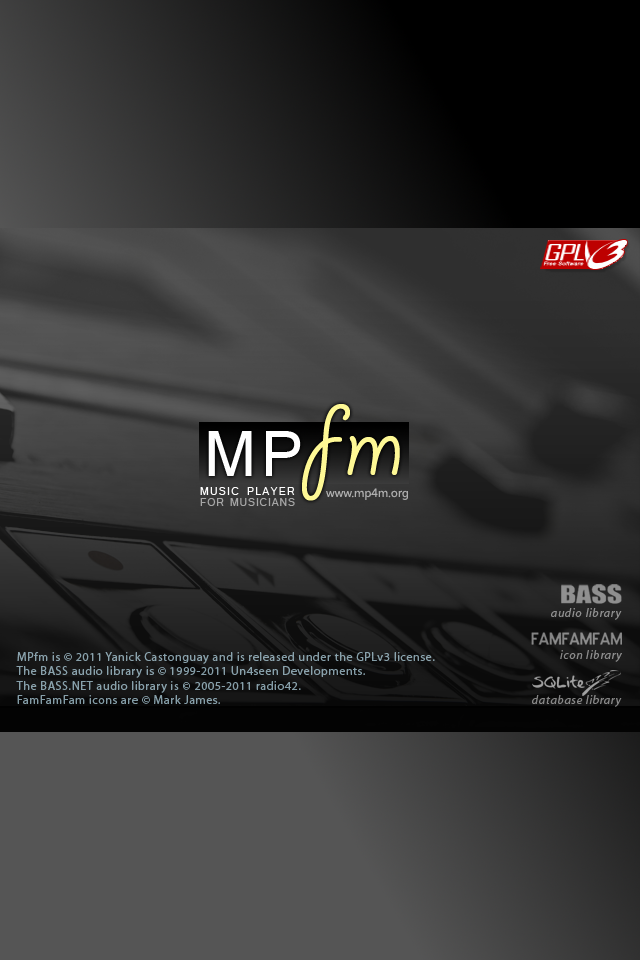 GPLv3
Free Software
MPfm
MUSIC PLAYER
FOR MUSICIANS
www.mp4m.org
BASS
audio library
FAMFAMFAM
icon library
SQLite
database library
MPfm is © 2011 Yanick Castonguay and is released under the GPLv3 license.
The BASS audio library is © 1999-2011 Un4seen Developments.
The BASS.NET audio library is © 2005-2011 radio42.
FamFamFam icons are © Mark James.